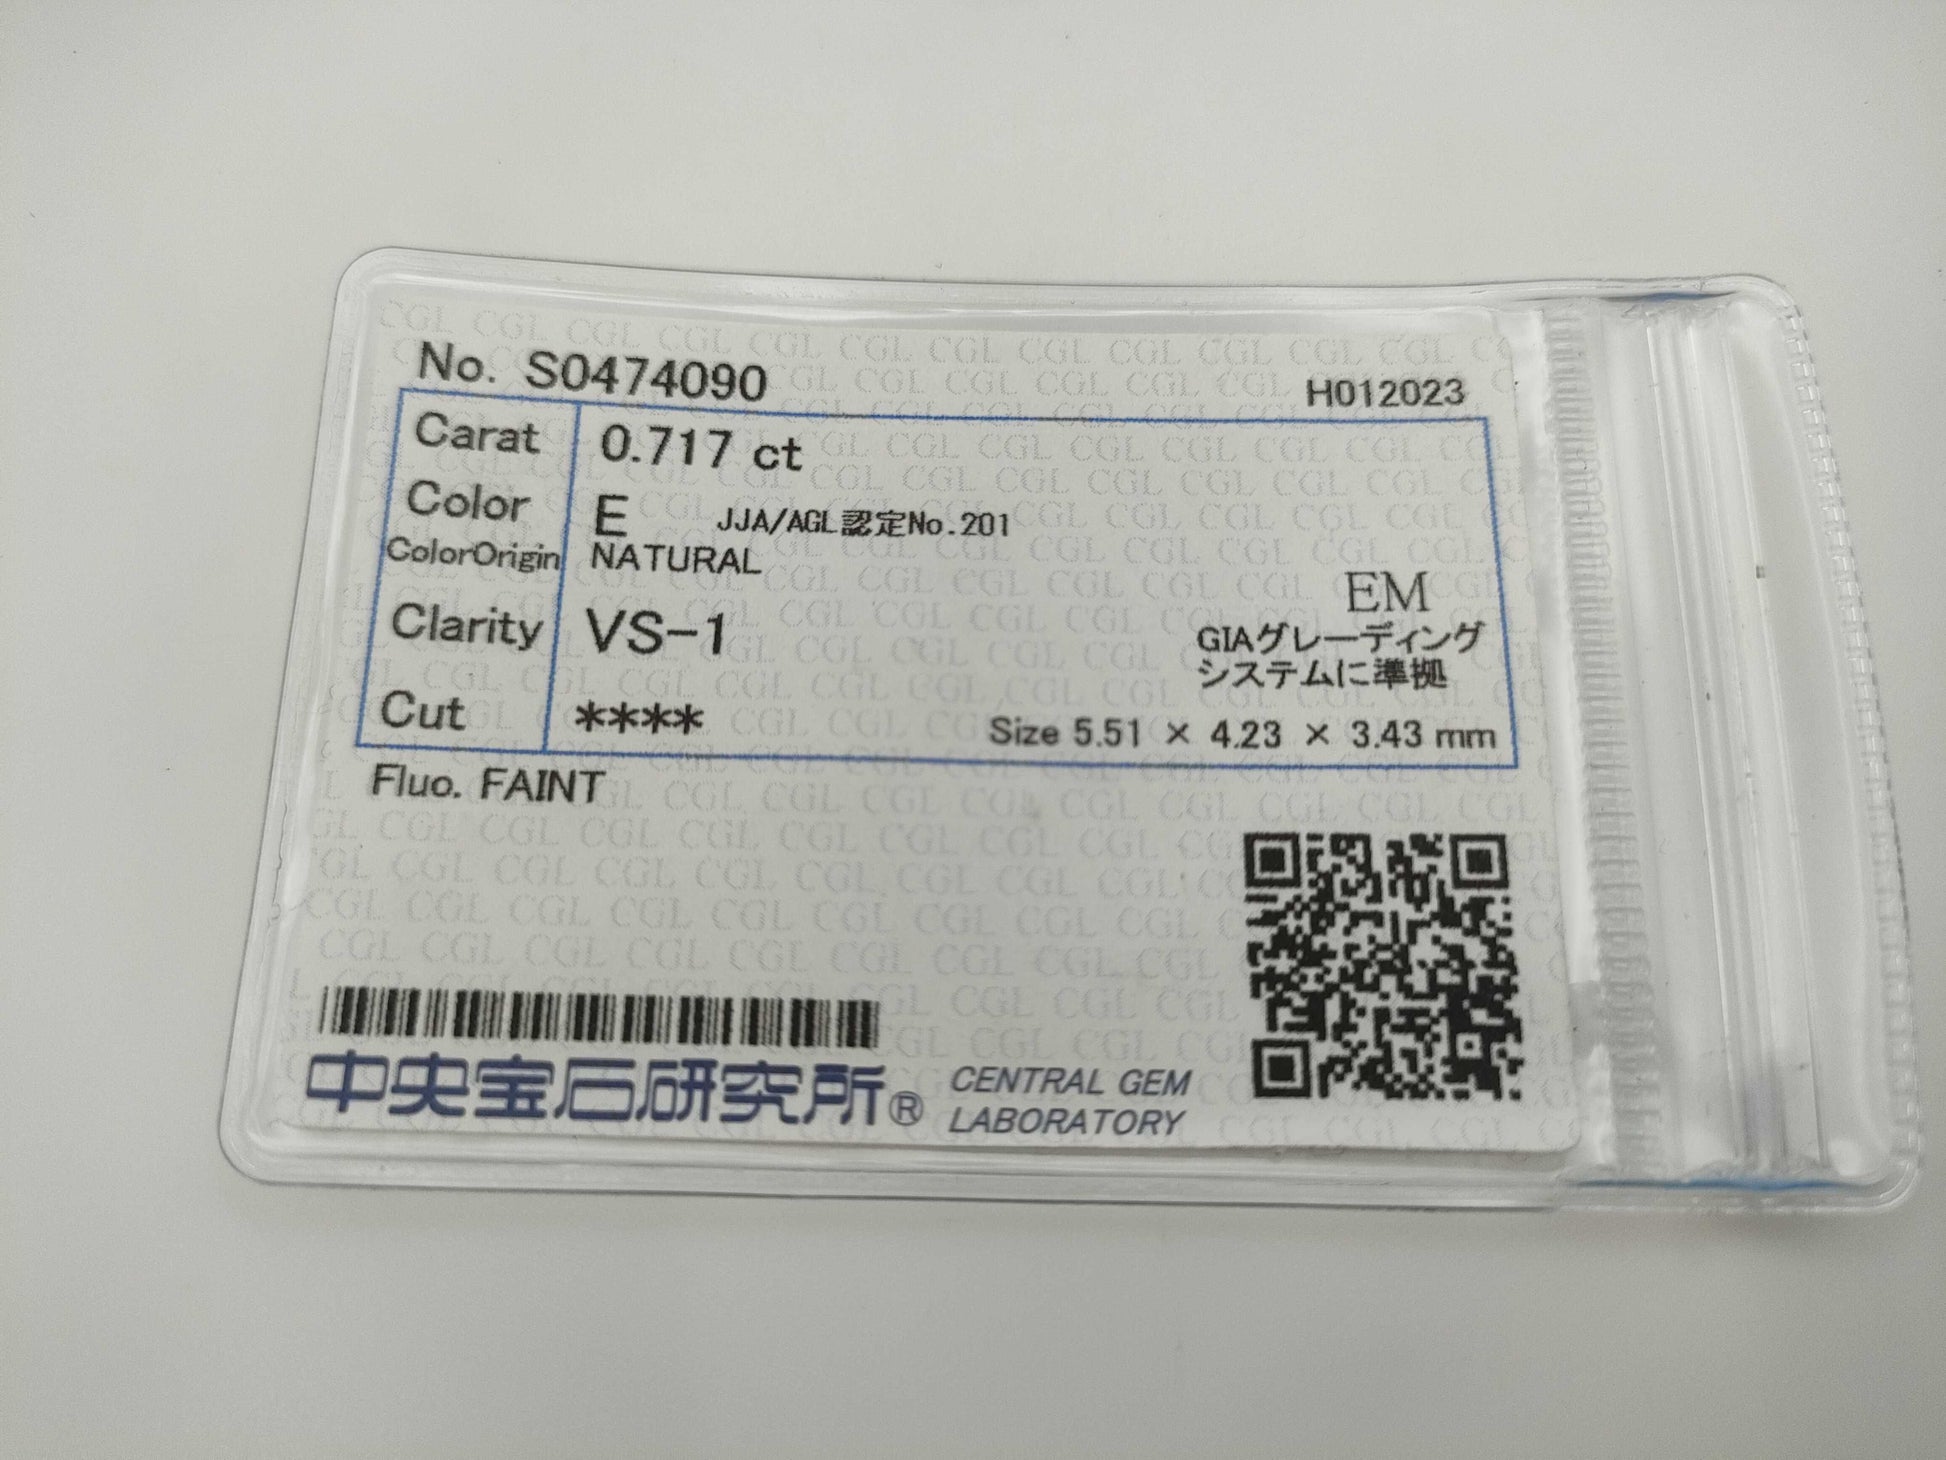 No. S0474090
H012023
Carat 0.717 ct
Color E JJA/AGL認定No.201
ColorOrigin NATURAL
Clarity VS-1
EM
GIAグレーディング
システムに準拠
Cut ****
Size 5.51 × 4.23 × 3.43 mm
Fluo. FAINT
中央宝石研究所®
CENTRAL GEM
LABORATORY